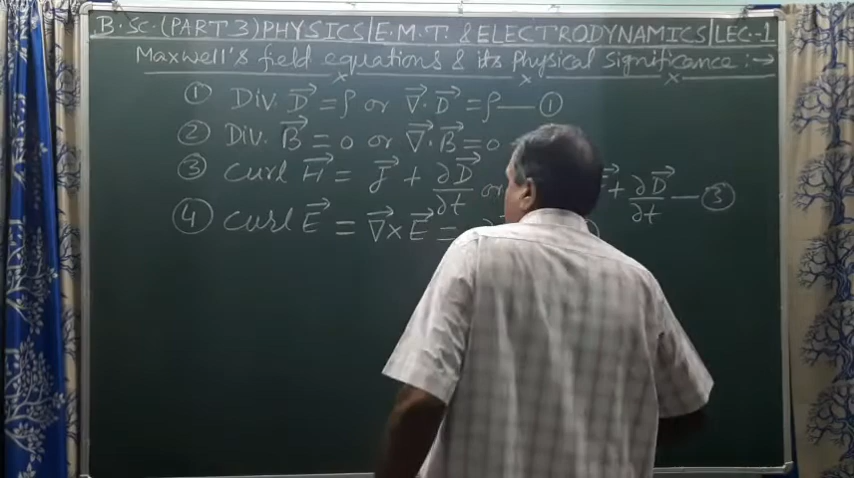 B.Sc.(PART 3)PHYSICS|E.M.T. & ELECTRODYNAMICS|LEC.-1
Maxwell's field equations & its Physical significance:→
① Div. D⃗ = ρ or ∇⃗·D⃗ = ρ — ①
② Div. B⃗ = 0 or ∇⃗·B⃗ = 0
③ curl H⃗ = J⃗ + ∂D⃗/∂t or + ∂D⃗/∂t — ③
④ curl E⃗ = ∇⃗×E⃗ =